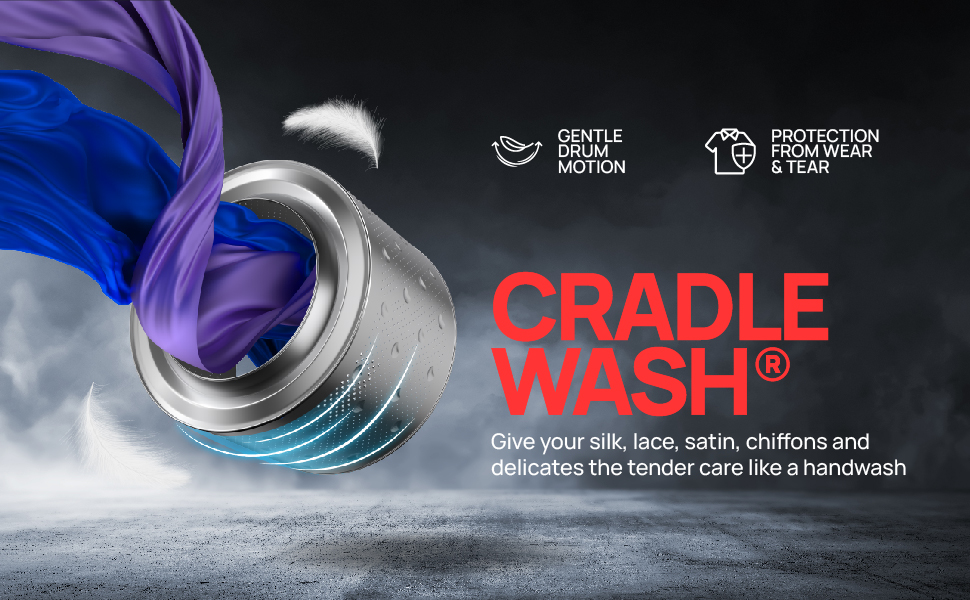 GENTLE
DRUM
MOTION
PROTECTION
FROM WEAR
& TEAR
CRADLE
WASH®
Give your silk, lace, satin, chiffons and
delicates the tender care like a handwash